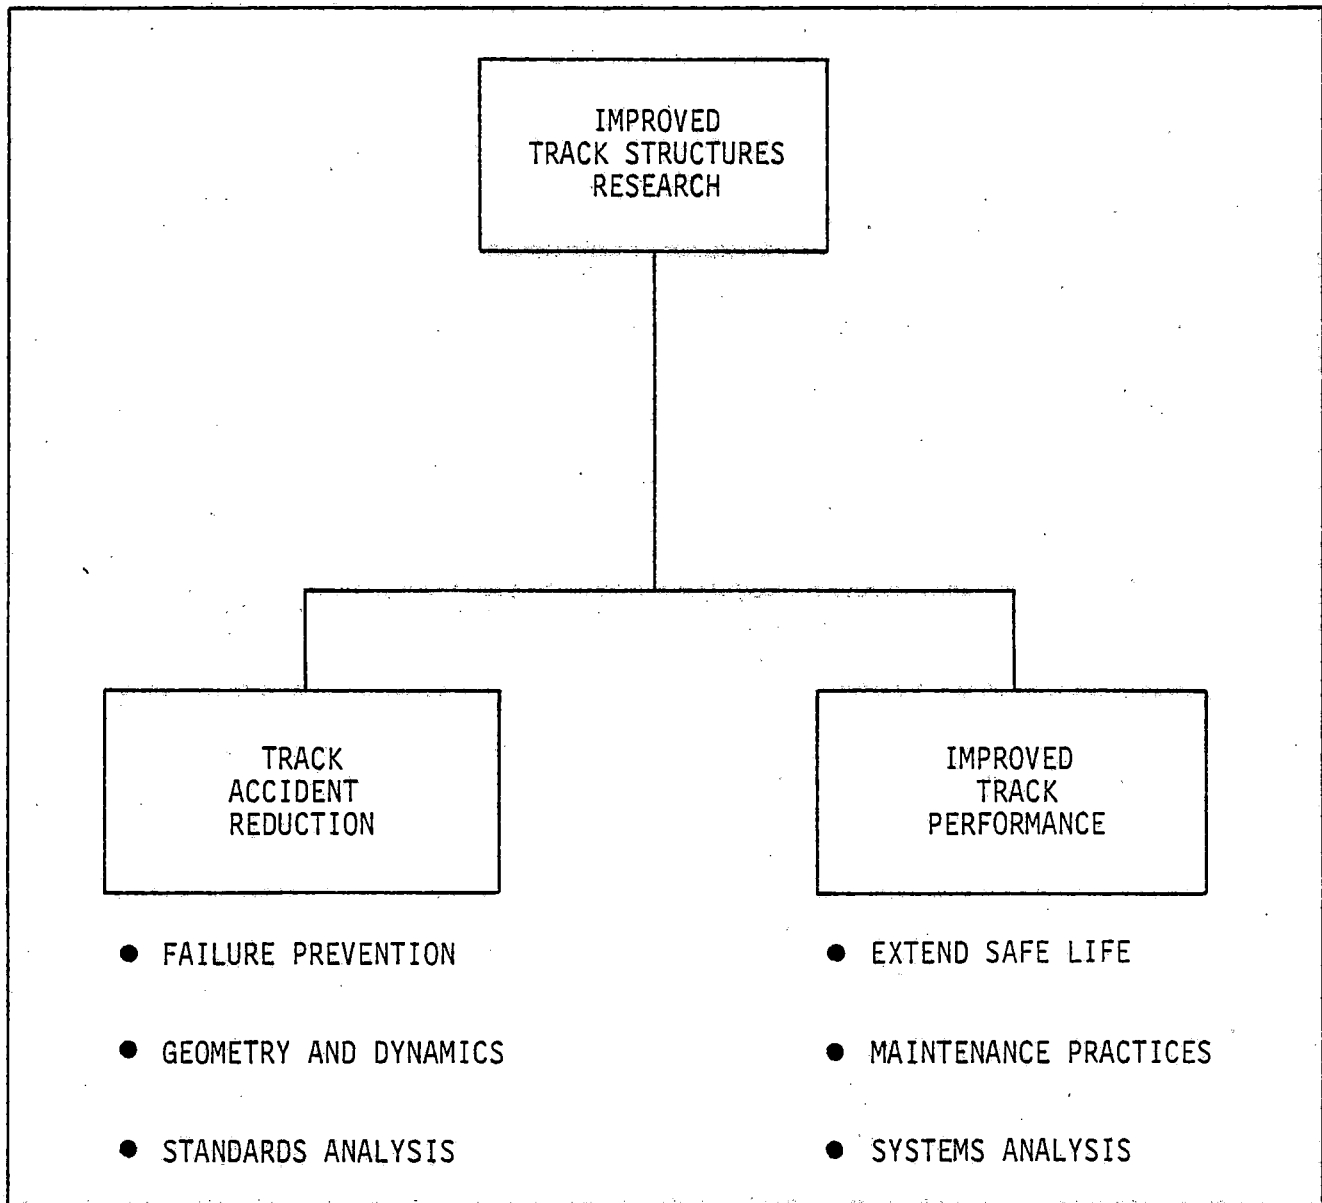 IMPROVED
TRACK STRUCTURES
RESEARCH
TRACK
ACCIDENT
REDUCTION
IMPROVED
TRACK
PERFORMANCE
● FAILURE PREVENTION
● GEOMETRY AND DYNAMICS
● STANDARDS ANALYSIS
● EXTEND SAFE LIFE
● MAINTENANCE PRACTICES
● SYSTEMS ANALYSIS